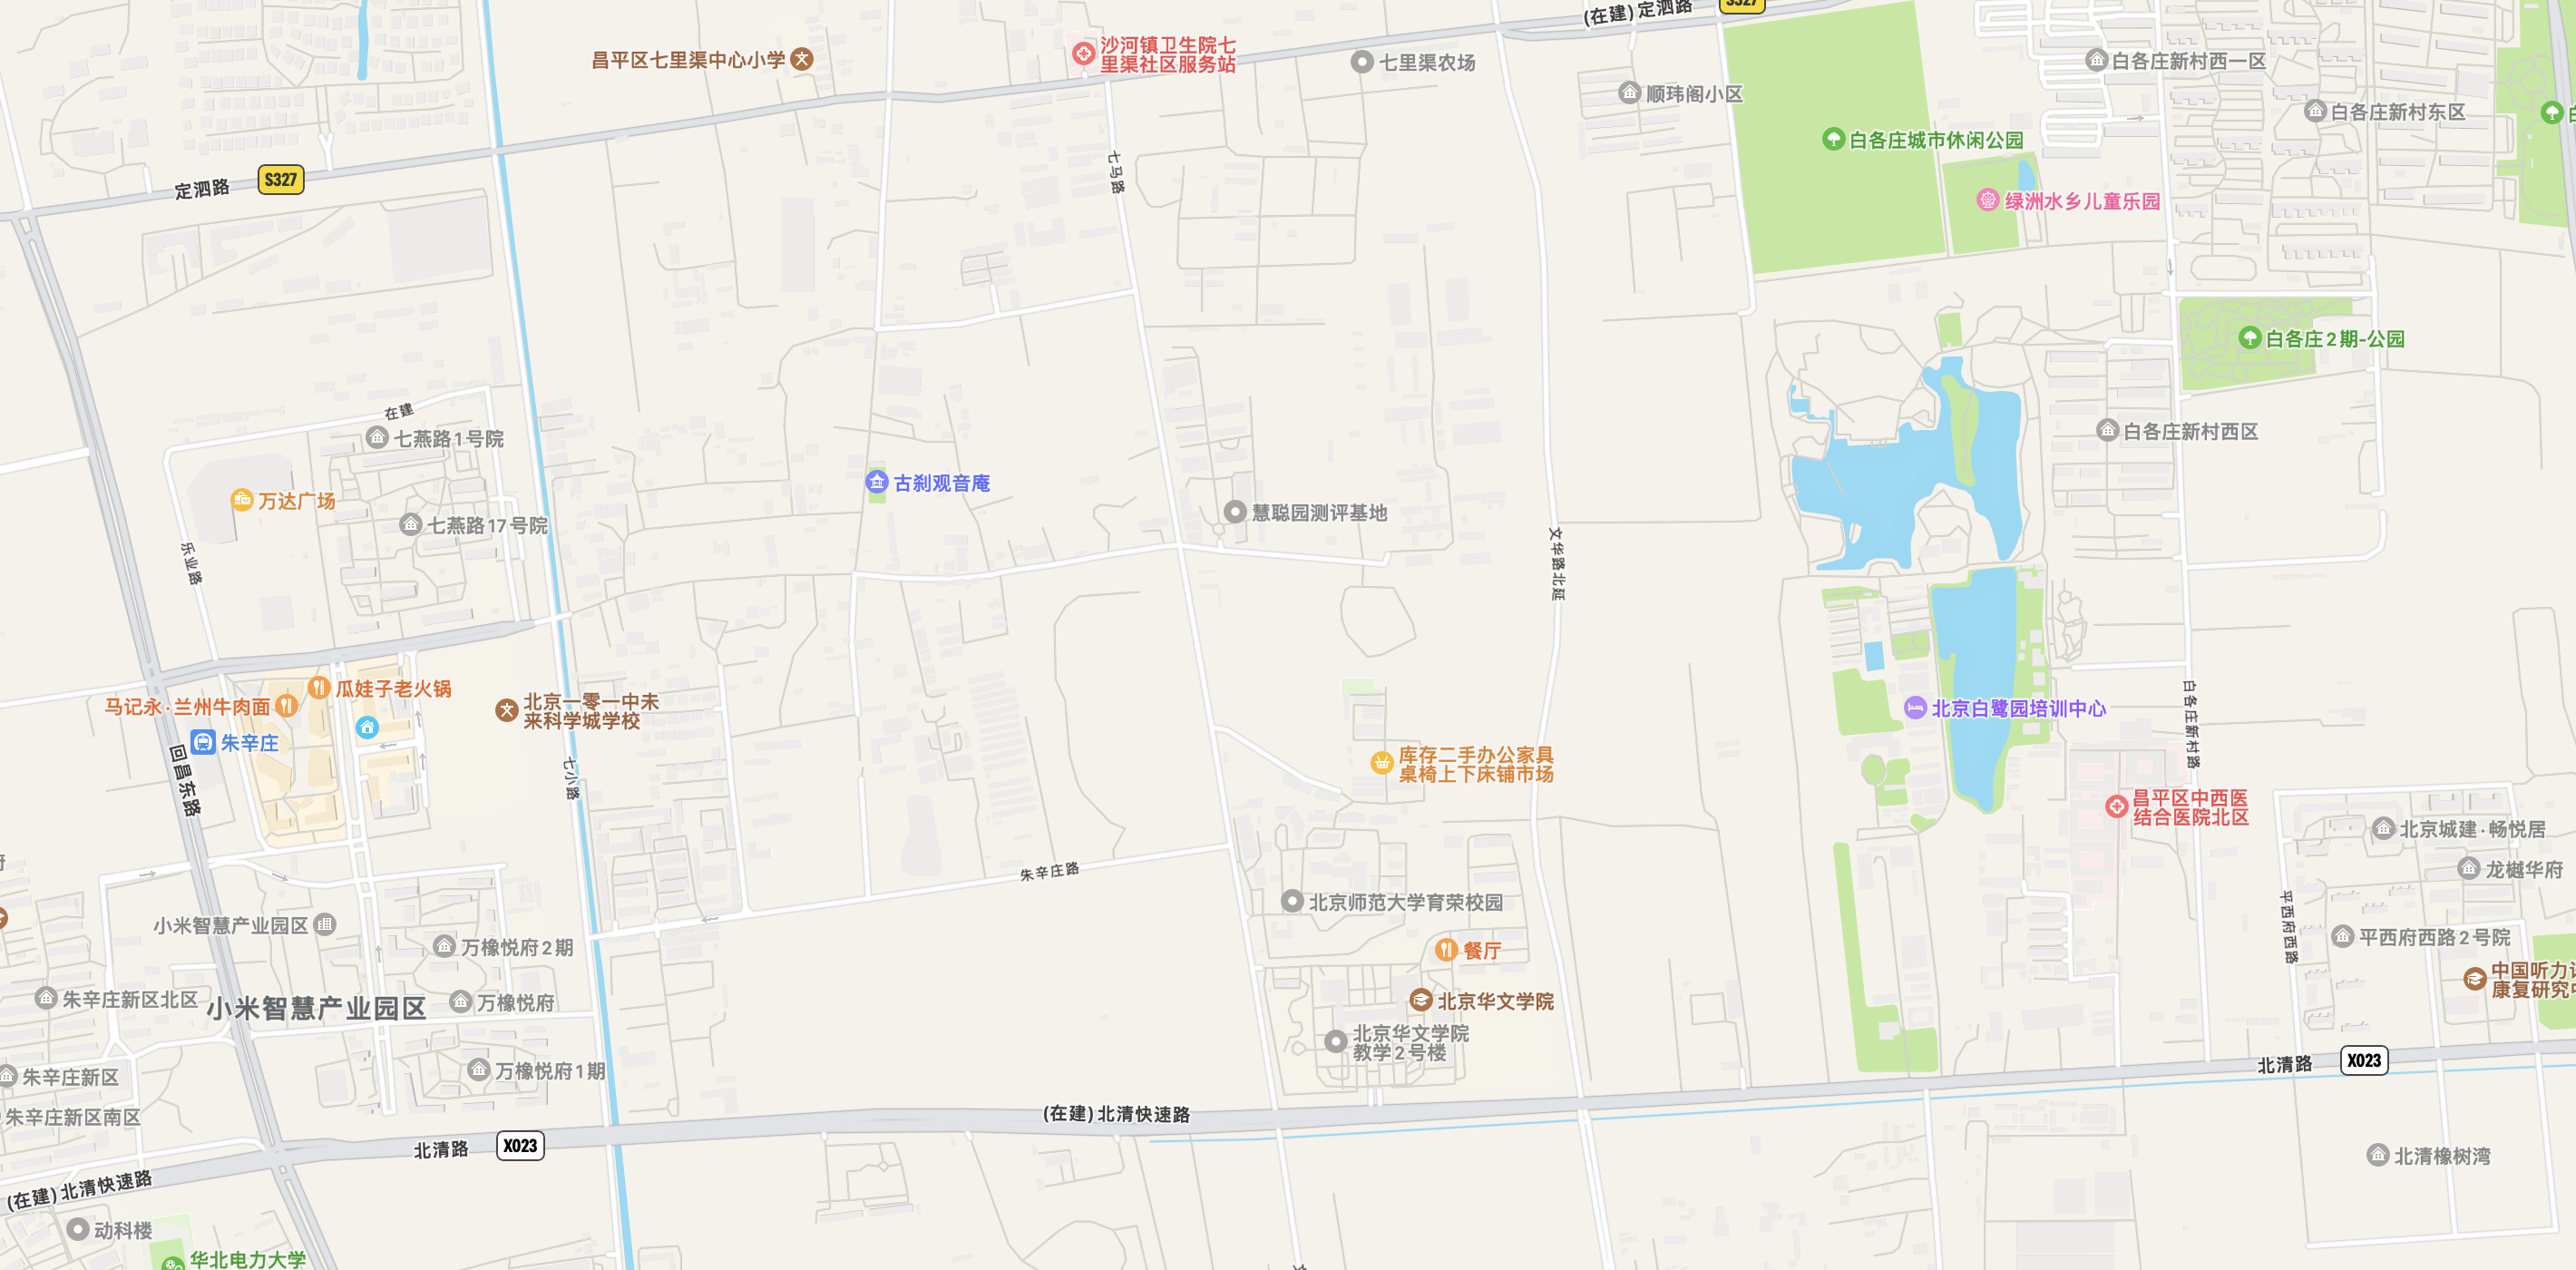 (在建)定泗路
S327
昌平区七里渠中心小学
沙河镇卫生院七
里渠社区服务站
七里渠农场
顺玮阁小区
白各庄新村西一区
白各庄新村东区
白各庄城市休闲公园
绿洲水乡儿童乐园
定泗路
S327
七马路
白各庄2期-公园
在建
七燕路1号院
白各庄新村西区
万达广场
七燕路17号院
古刹观音庵
慧聪园测评基地
乐业路
文华路北延
瓜娃子老火锅
马记永·兰州牛肉面
朱辛庄
北京一零一中未
来科学城学校
回昌东路
七小路
库存二手办公家具
桌椅上下床铺市场
北京白鹭园培训中心
白各庄新村路
昌平区中西医
结合医院北区
北京城建·畅悦居
龙樾华府
朱辛庄路
北京师范大学育荣校园
餐厅
小米智慧产业园区
万橡悦府2期
平西府西路
平西府西路2号院
中国听力
康复研究
朱辛庄新区北区
小米智慧产业园区
万橡悦府
北京华文学院
北京华文学院
教学2号楼
朱辛庄新区
万橡悦府1期
朱辛庄新区南区
北清路
X023
(在建)北清快速路
北清路
X023
(在建)北清快速路
北清橡树湾
动科楼
华北电力大学